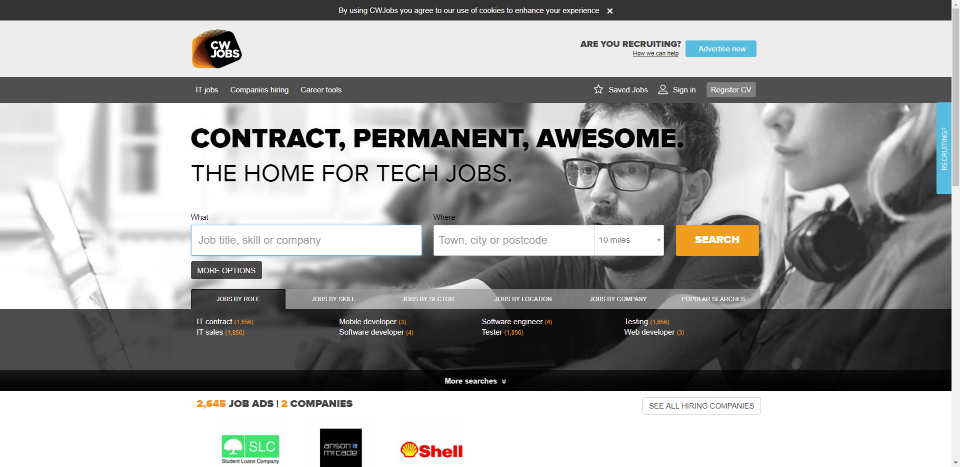 By using CWJobs you agree to our use of cookies to enhance your experience ×
CW
JOBS
ARE YOU RECRUITING?
How we can help
Advertise now
IT jobs Companies hiring Career tools
Saved Jobs Sign in Register CV
RECRUITING?
CONTRACT, PERMANENT, AWESOME.
THE HOME FOR TECH JOBS.
What Where
Job title, skill or company Town, city or postcode 10 miles SEARCH
MORE OPTIONS
JOBS BY ROLE JOBS BY SKILL JOBS BY SECTOR JOBS BY LOCATION JOBS BY COMPANY POPULAR SEARCHES
IT contract (1,856) Mobile developer (3) Software engineer (4) Testing (1,856)
IT sales (1,856) Software developer (4) Tester (1,856) Web developer (3)
More searches
2,645 JOB ADS | 2 COMPANIES
SEE ALL HIRING COMPANIES
SLC
Student Loans Company
anson
mccade
Shell